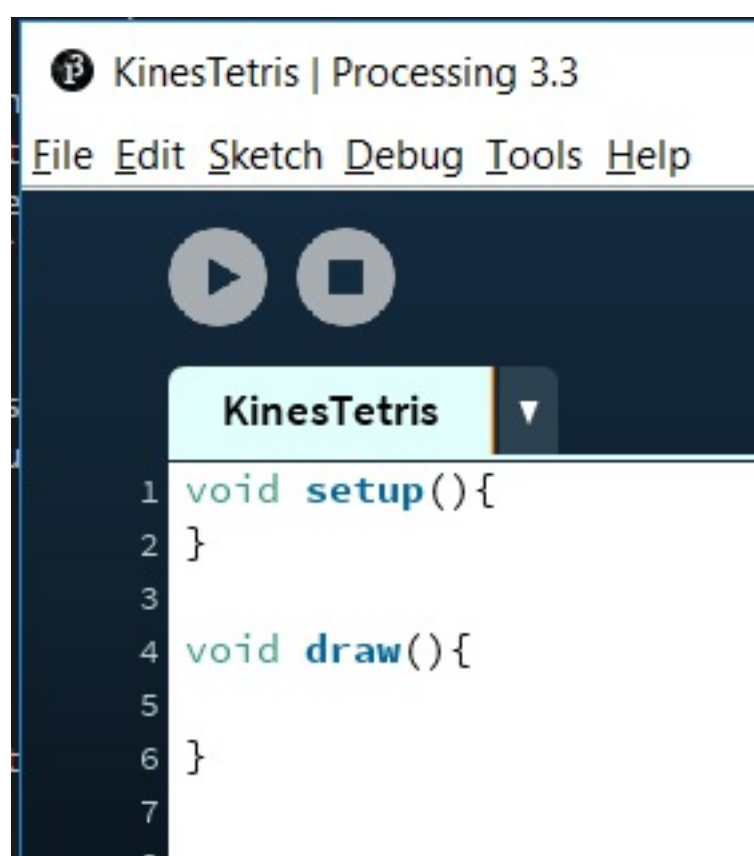 KinesTetris | Processing 3.3
File Edit Sketch Debug Tools Help
KinesTetris
1 void setup(){
2 }
3
4 void draw(){
5
6 }
7